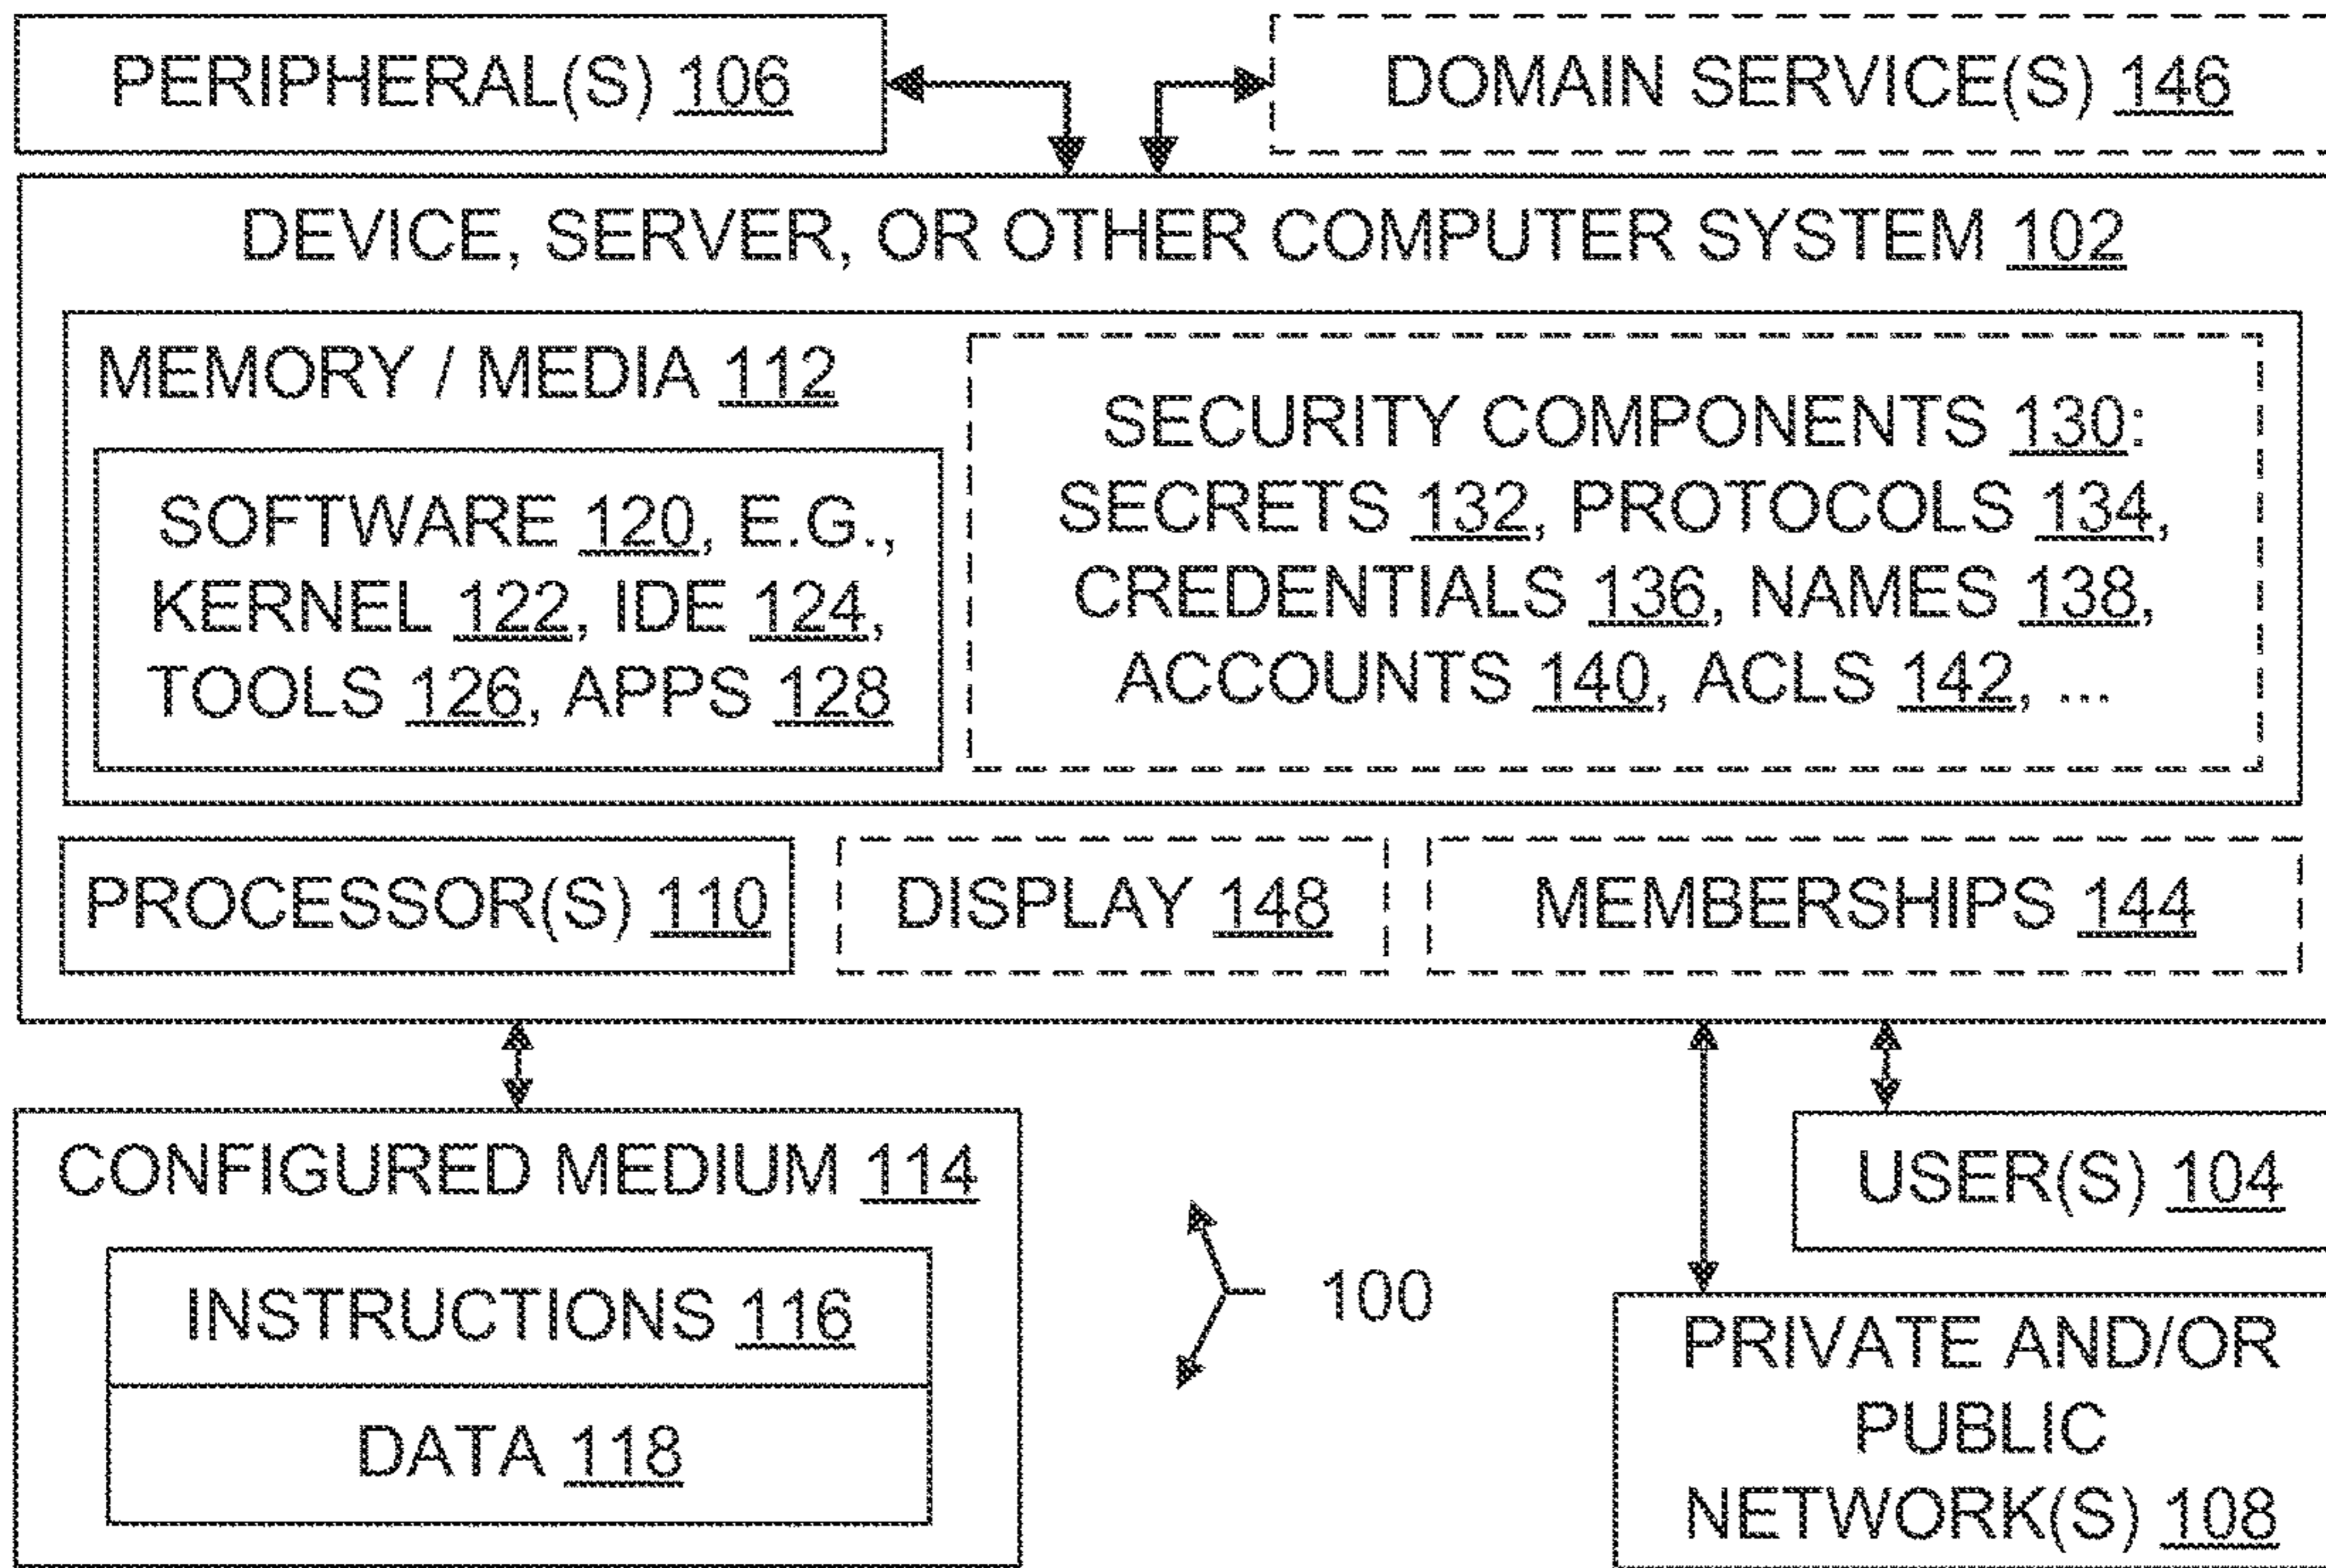 PERIPHERAL(S) 106
DOMAIN SERVICE(S) 146
DEVICE, SERVER, OR OTHER COMPUTER SYSTEM 102
MEMORY / MEDIA 112
SOFTWARE 120, E.G.,
KERNEL 122, IDE 124,
TOOLS 126, APPS 128
SECURITY COMPONENTS 130:
SECRETS 132, PROTOCOLS 134,
CREDENTIALS 136, NAMES 138,
ACCOUNTS 140, ACLS 142, ...
PROCESSOR(S) 110
DISPLAY 148
MEMBERSHIPS 144
CONFIGURED MEDIUM 114
INSTRUCTIONS 116
DATA 118
100
USER(S) 104
PRIVATE AND/OR
PUBLIC
NETWORK(S) 108